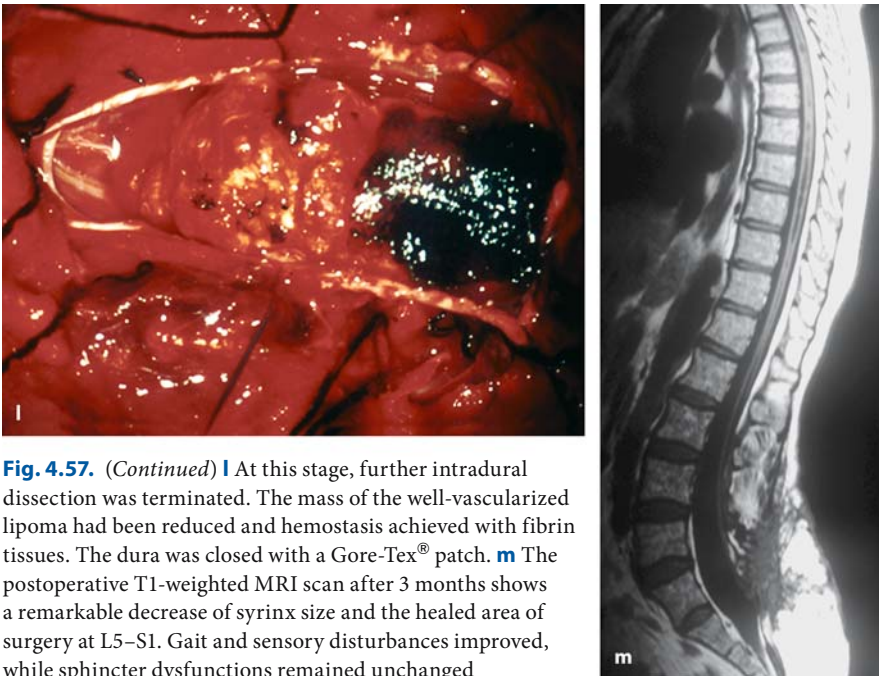 l
m
Fig. 4.57. (Continued) l At this stage, further intradural
dissection was terminated. The mass of the well-vascularized
lipoma had been reduced and hemostasis achieved with fibrin
tissues. The dura was closed with a Gore-Tex® patch. m The
postoperative T1-weighted MRI scan after 3 months shows
a remarkable decrease of syrinx size and the healed area of
surgery at L5–S1. Gait and sensory disturbances improved,
while sphincter dysfunctions remained unchanged